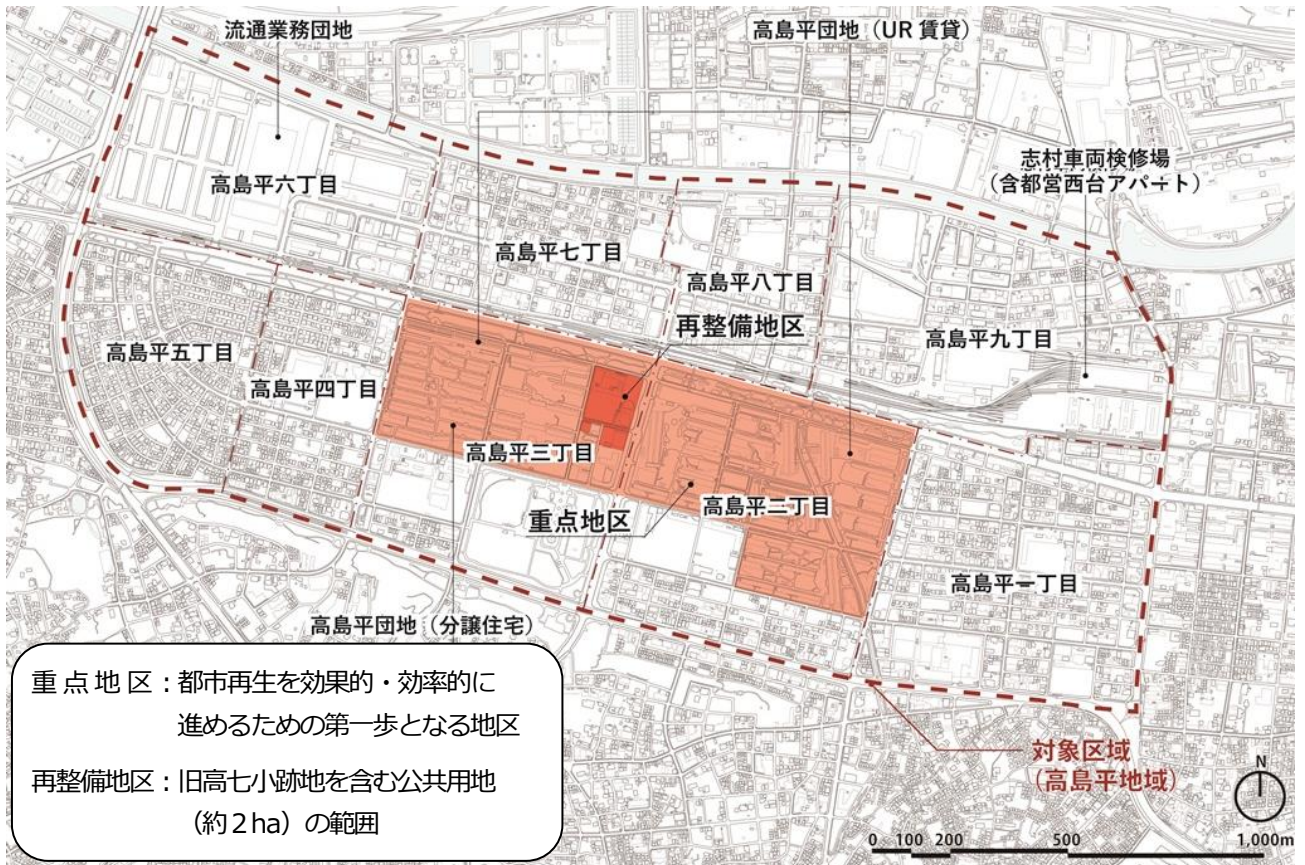 流通業務団地
高島平団地（UR 賃貸）
志村車両検修場
（含都営西台アパート）
高島平六丁目
高島平七丁目
高島平八丁目
再整備地区
高島平九丁目
高島平五丁目
高島平四丁目
高島平三丁目
高島平二丁目
重点地区
高島平一丁目
高島平団地（分譲住宅）
重点地区：都市再生を効果的・効率的に
進めるための第一歩となる地区
再整備地区：旧高七小跡地を含む公共用地
（約２ha）の範囲
対象区域
（高島平地域）
N
0 100 200 500 1,000m